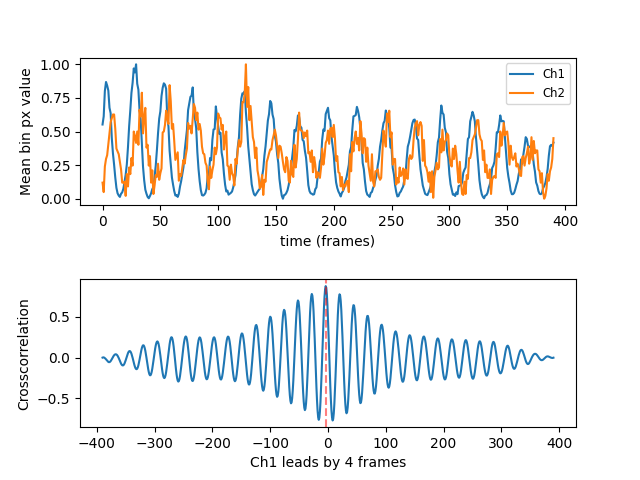 1.00
0.75
0.50
0.25
0.00
Mean bin px value
Ch1
Ch2
0 50 100 150 200 250 300 350 400
time (frames)
0.5
0.0
−0.5
Crosscorrelation
−400 −300 −200 −100 0 100 200 300 400
Ch1 leads by 4 frames